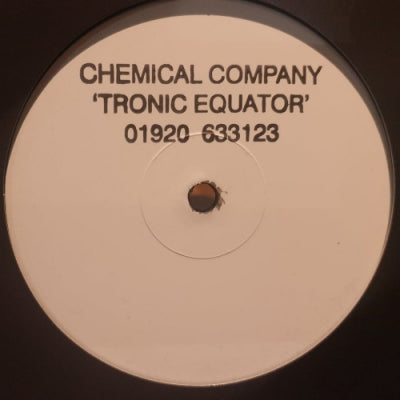 CHEMICAL COMPANY
‘TRONIC EQUATOR’
01920 633123